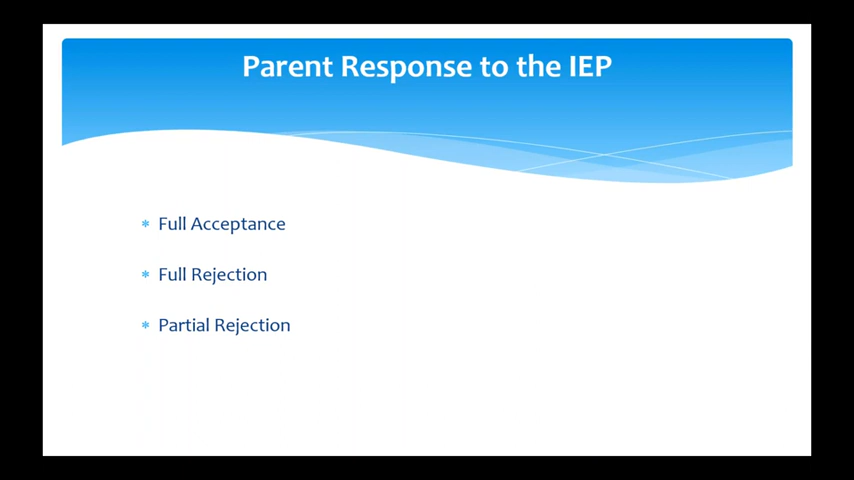 Parent Response to the IEP
* Full Acceptance
* Full Rejection
* Partial Rejection